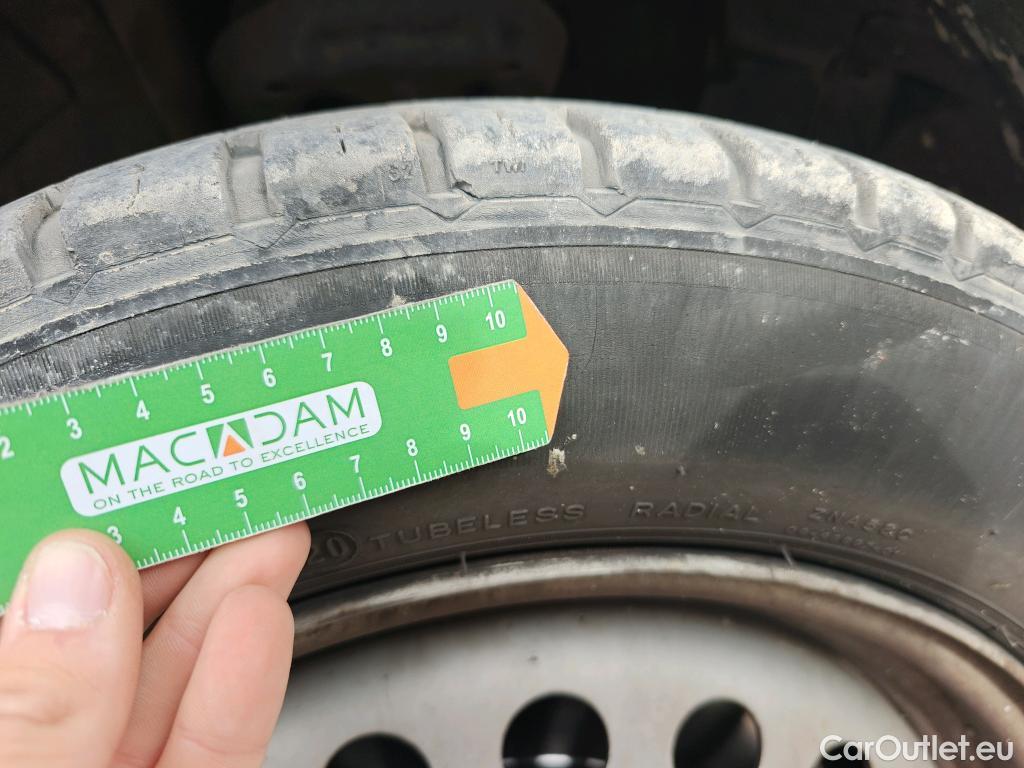 SZ TWI
2 3 4 5 6 7 8 9 10
MACADAM
ON THE ROAD TO EXCELLENCE
3 4 5 6 7 8 9 10
TUBELESS RADIAL
CarOutlet.eu